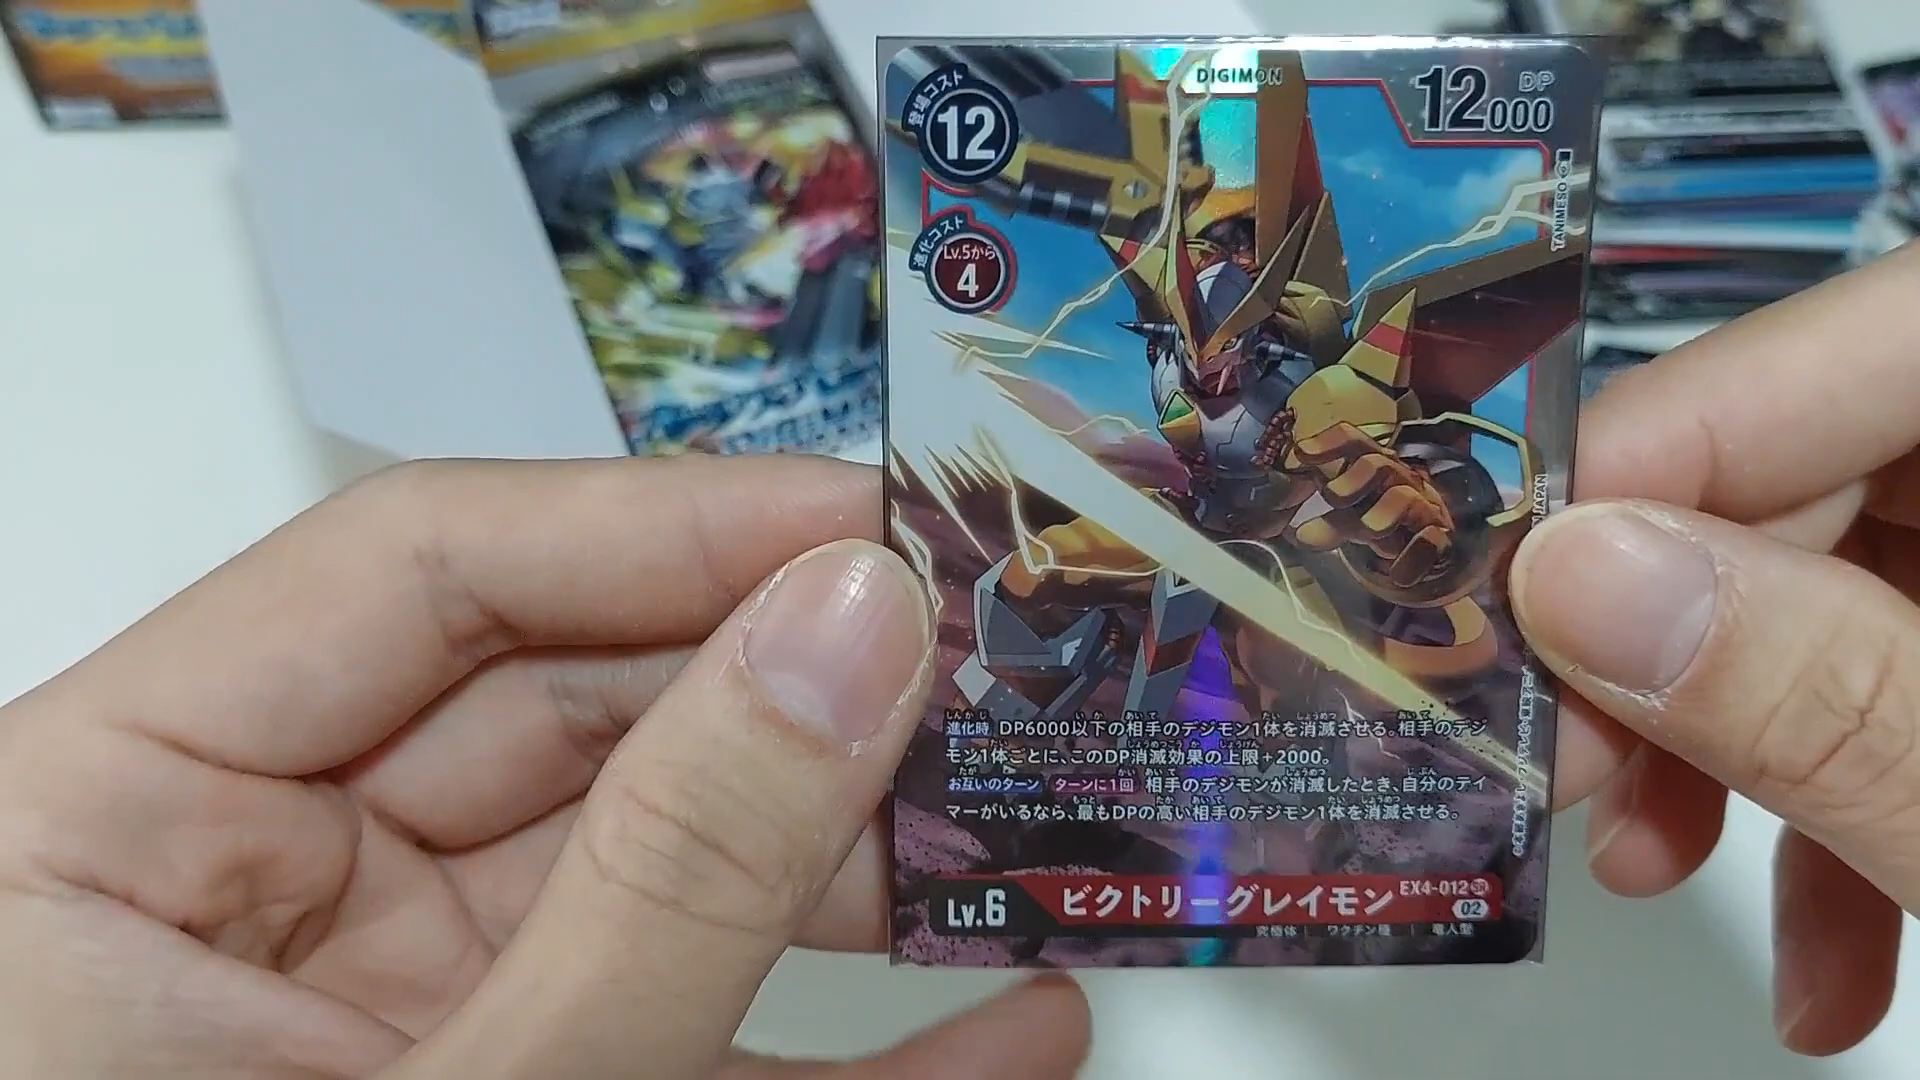 DIGIMON
登場コスト
12
12000
DP
進化コスト
Lv.5から
4
TANIMESO
進化時 DP6000以下の相手のデジモン1体を消滅させる。相手のデジ
モン1体ごとに、このDP消滅効果の上限+2000。
お互いのターン ターンに1回 相手のデジモンが消滅したとき、自分のテイ
マーがいるなら、最もDPの高い相手のデジモン1体を消滅させる。
Lv.6
ビクトリーグレイモン
EX4-012 SR
02
究極体 | ワクチン種 | 竜人型
JAPAN